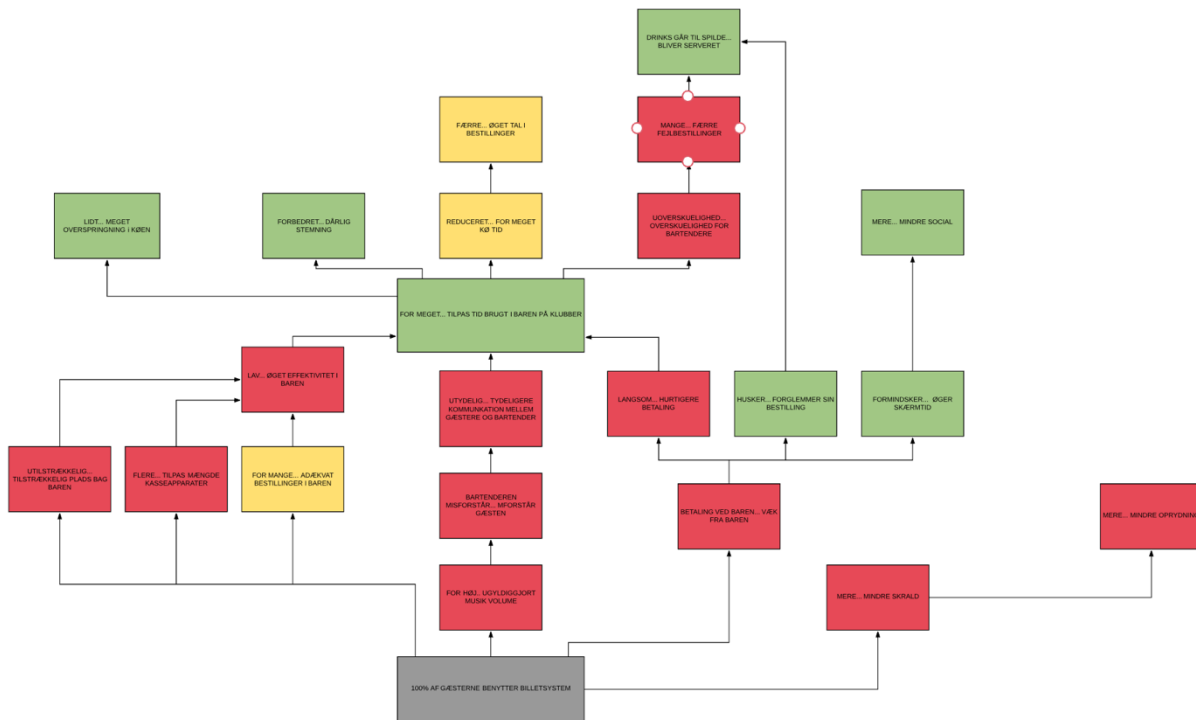 DRINKS GÅR TIL SPILDE...
BLIVER SERVERET
FÆRRE... ØGET TAL I
BESTILLINGER
MANGE... FÆRRE
FEJLBESTILLINGER
LIDT... MEGET
OVERSPRINGNING i KØEN
FORBEDRET... DÅRLIG
STEMNING
REDUCERET... FOR MEGET
KØ TID
UOVERSKUELIGHED...
OVERSKUELIGHED FOR
BARTENDERE
MERE... MINDRE SOCIAL
FOR MEGET... TILPAS TID BRUGT I BAREN PÅ KLUBBER
LAV... ØGET EFFEKTIVITET I
BAREN
UTYDELIG... TYDELIGERE
KOMMUNKATION MELLEM
GÆSTERE OG BARTENDER
LANGSOM... HURTIGERE
BETALING
HUSKER... FORGLEMMER SIN
BESTILLING
FORMINDSKER... ØGER
SKÆRMTID
UTILSTRÆKKELIG...
TILSTRÆKKELIG PLADS BAG
BAREN
FLERE... TILPAS MÆNGDE
KASSEAPPARATER
FOR MANGE... ADÆKVAT
BESTILLINGER I BAREN
BARTENDEREN
MISFORSTÅR... MFORSTÅR
GÆSTEN
BETALING VED BAREN... VÆK
FRA BAREN
MERE... MINDRE OPRYDNING
FOR HØJ.. UGYLDIGGJORT
MUSIK VOLUME
MERE... MINDRE SKRALD
100% AF GÆSTERNE BENYTTER BILLETSYSTEM